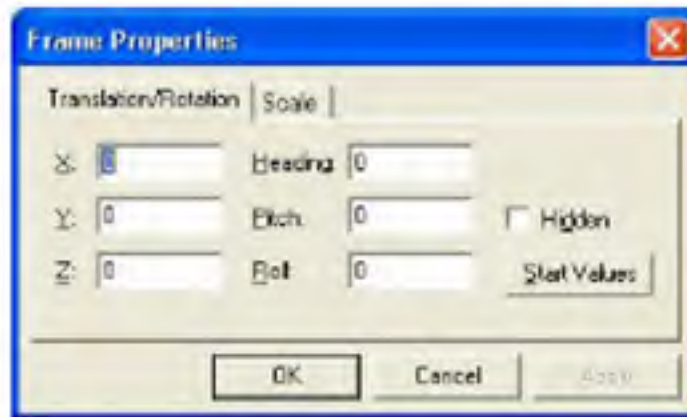 Frame Properties
Translation/Rotation Scale
X: 0 Heading 0
Y: 0 Pitch: 0 Hidden
Z: 0 Roll 0 Start Values
OK Cancel Apply